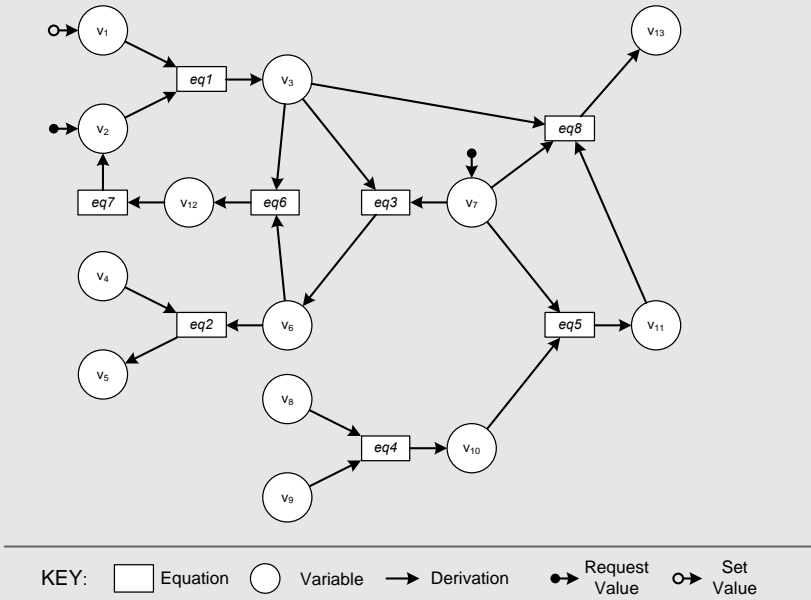 v1
v13
eq1
v3
v2
eq8
eq7
v12
eq6
eq3
v7
v4
eq2
v6
eq5
v11
v5
v8
eq4
v10
v9
KEY:
Equation
Variable
Derivation
Request
Value
Set
Value